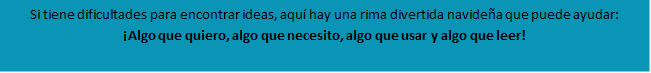 Si tiene dificultades para encontrar ideas, aquí hay una rima divertida navideña que puede ayudar:
¡Algo que quiero, algo que necesito, algo que usar y algo que leer!